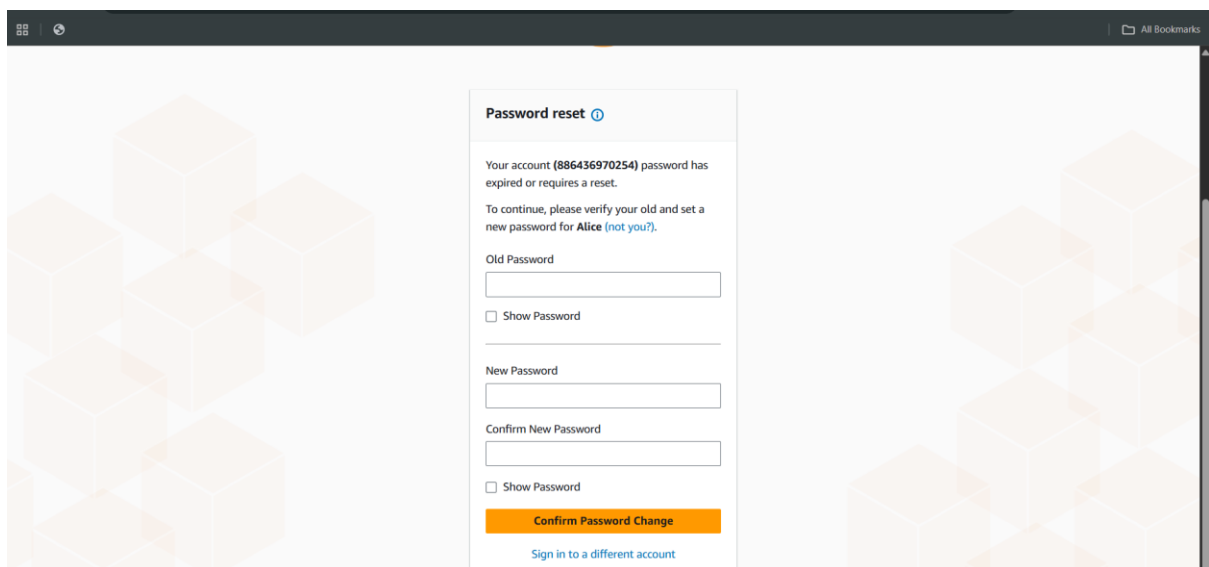 All Bookmarks
Password reset
Your account (886436970254) password has
expired or requires a reset.
To continue, please verify your old and set a
new password for Alice (not you?).
Old Password
Show Password
New Password
Confirm New Password
Show Password
Confirm Password Change
Sign in to a different account